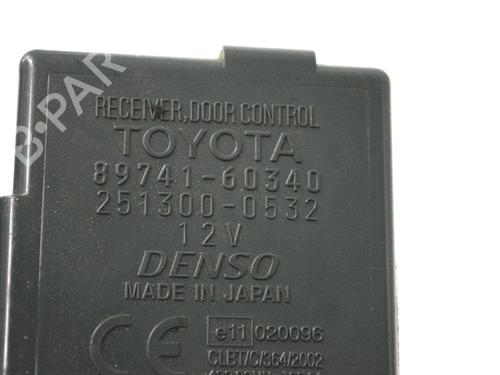 RECEIVER, DOOR CONTROL
TOYOTA
89741-60340
251300-0532
12V
DENSO
MADE IN JAPAN
CE e11 020096
CLBT/C/364/2002
B-PARTS